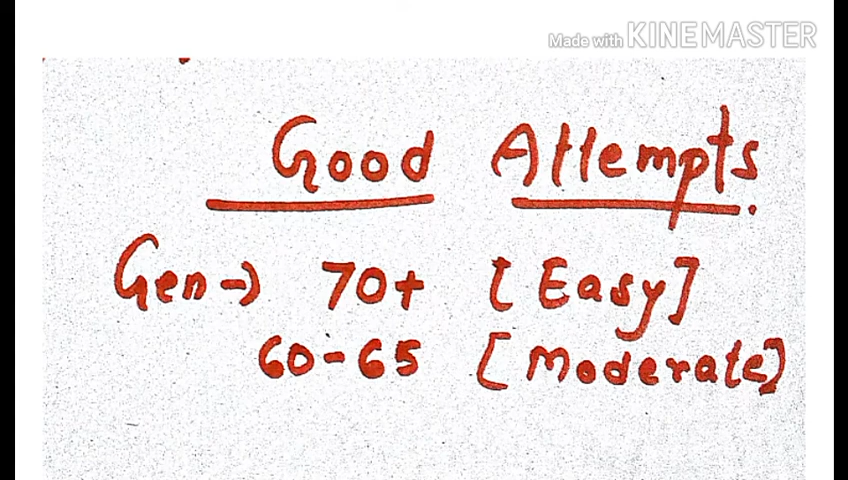 Made with KINEMASTER
Good Attempts.
Gen → 70+ [Easy]
60-65 [Moderate]